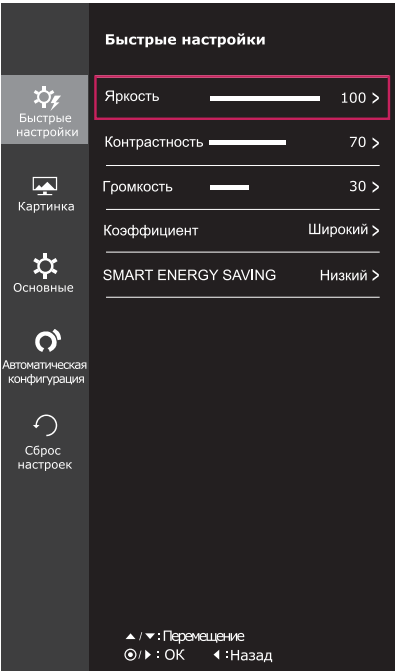 Быстрые настройки
Быстрые
настройки
Картинка
Основные
Автоматическая
конфигурация
Сброс
настроек
Яркость 100 >
Контрастность 70 >
Громкость 30 >
Коэффициент Широкий >
SMART ENERGY SAVING Низкий >
▲ / ▼ : Перемещение
⦿ / ▶ : OK ◀ : Назад